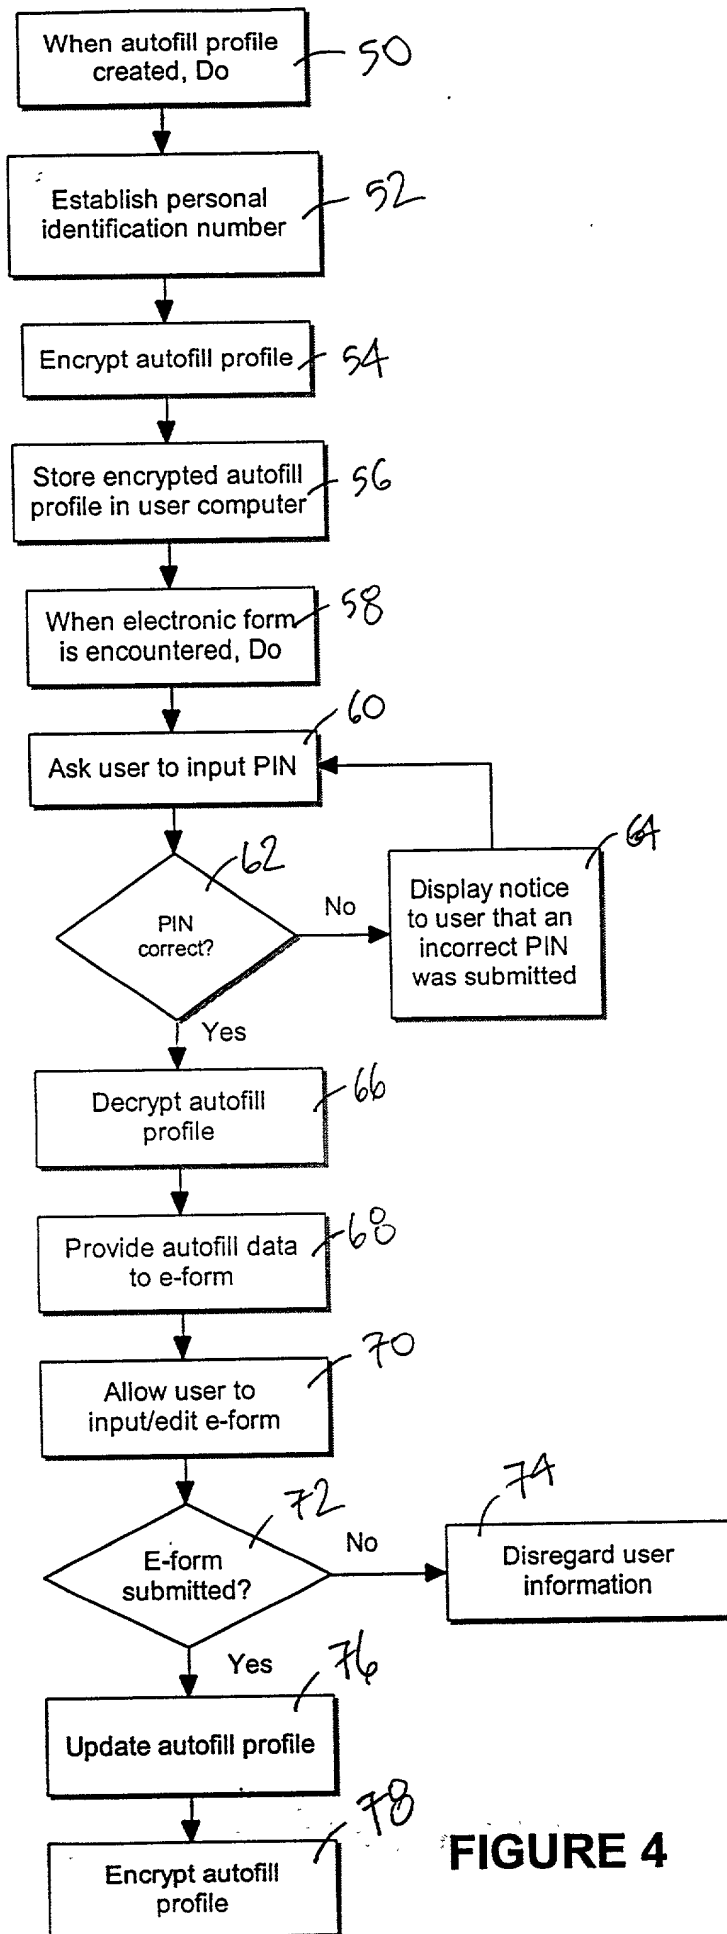 When autofill profile
created, Do
50
Establish personal
identification number
52
Encrypt autofill profile
54
Store encrypted autofill
profile in user computer
56
When electronic form
is encountered, Do
58
60
Ask user to input PIN
62
PIN
correct?
No
64
Display notice
to user that an
incorrect PIN
was submitted
Yes
Decrypt autofill
profile
66
Provide autofill data
to e-form
68
70
Allow user to
input/edit e-form
72
E-form
submitted?
No
74
Disregard user
information
Yes
76
Update autofill profile
78
Encrypt autofill
profile
FIGURE 4